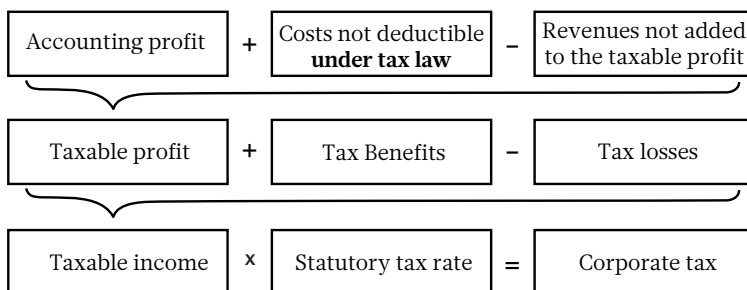 Accounting profit + Costs not deductible under tax law – Revenues not added to the taxable profit
Taxable profit + Tax Benefits – Tax losses
Taxable income x Statutory tax rate = Corporate tax